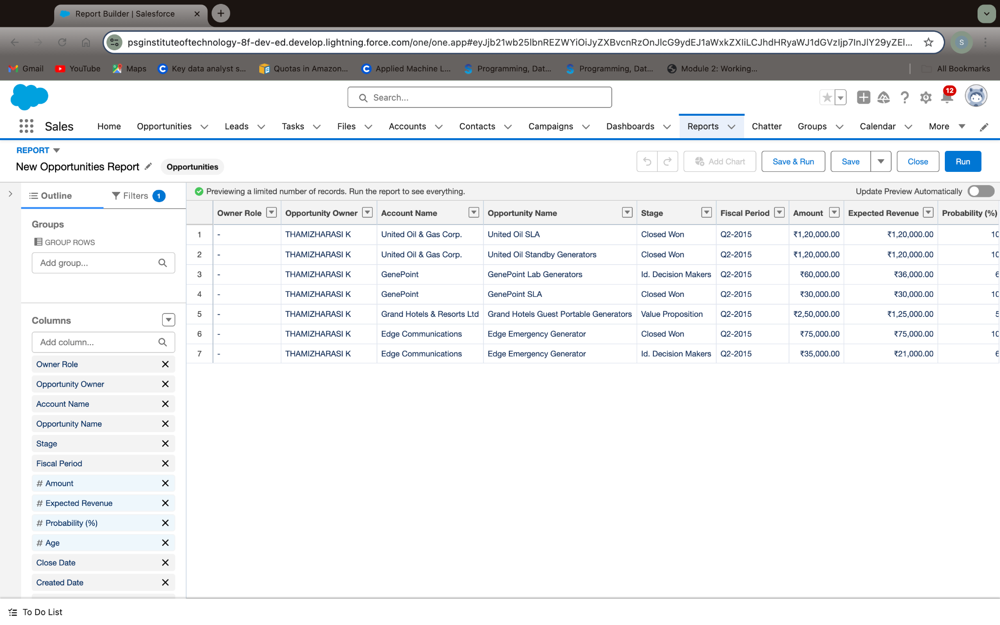 Report Builder | Salesforce
psginstituteoftechnology-8f-dev-ed.develop.lightning.force.com/one/one.app#eyJjb21wb25lbnREZWYiOiJyZXBvcnRzOnJlcG9ydEJ1aWxkZXIiLCJhdHRyaWJ1dGVzIjp7InJlY29yZEl...
S
Gmail YouTube Maps Key data analyst s... Quotas in Amazon... Applied Machine L... Programming, Dat... Programming, Dat... Module 2: Working... All Bookmarks
Search...
12
Sales Home Opportunities Leads Tasks Files Accounts Contacts Campaigns Dashboards Reports Chatter Groups Calendar More
REPORT
New Opportunities Report Opportunities
Add Chart Save & Run Save Close Run
Outline Filters 1
Previewing a limited number of records. Run the report to see everything. Update Preview Automatically
Groups
GROUP ROWS
Add group...
Columns
Add column...
Owner Role
Opportunity Owner
Account Name
Opportunity Name
Stage
Fiscal Period
# Amount
# Expected Revenue
# Probability (%)
# Age
Close Date
Created Date
Owner Role Opportunity Owner Account Name Opportunity Name Stage Fiscal Period Amount Expected Revenue Probability (%)
1 - THAMIZHARASI K United Oil & Gas Corp. United Oil SLA Closed Won Q2-2015 ₹1,20,000.00 ₹1,20,000.00 10
2 - THAMIZHARASI K United Oil & Gas Corp. United Oil Standby Generators Closed Won Q2-2015 ₹1,20,000.00 ₹1,20,000.00 10
3 - THAMIZHARASI K GenePoint GenePoint Lab Generators Id. Decision Makers Q2-2015 ₹60,000.00 ₹36,000.00 6
4 - THAMIZHARASI K GenePoint GenePoint SLA Closed Won Q2-2015 ₹30,000.00 ₹30,000.00 10
5 - THAMIZHARASI K Grand Hotels & Resorts Ltd Grand Hotels Guest Portable Generators Value Proposition Q2-2015 ₹2,50,000.00 ₹1,25,000.00 5
6 - THAMIZHARASI K Edge Communications Edge Emergency Generator Closed Won Q2-2015 ₹75,000.00 ₹75,000.00 10
7 - THAMIZHARASI K Edge Communications Edge Emergency Generator Id. Decision Makers Q2-2015 ₹35,000.00 ₹21,000.00 6
To Do List